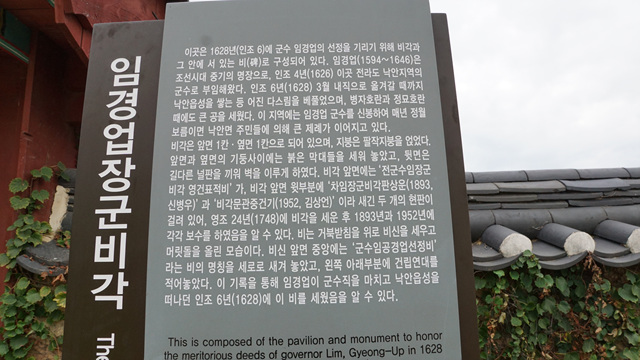 임경업장군비각
The
이곳은 1628년(인조 6)에 군수 임경업의 선정을 기리기 위해 비각과
그 안에 서 있는 비(碑)로 구성되어 있다. 임경업(1594～1646)은
조선시대 중기의 명장으로, 인조 4년(1626) 이곳 전라도 낙안지역의
군수로 부임해왔다. 인조 6년(1628) 3월 내직으로 옮겨갈 때까지
낙안읍성을 쌓는 등 어진 다스림을 베풀었으며, 병자호란과 정묘호란
때에도 큰 공을 세웠다. 이 지역에는 임경업 군수를 신봉하여 매년 정월
보름이면 낙안면 주민들에 의해 큰 제례가 이어지고 있다.
비각은 앞면 1칸·옆면 1칸으로 되어 있으며, 지붕은 팔작지붕을 얹었다.
앞면과 옆면의 기둥사이에는 붉은 막대들을 세워 놓았고, 뒷면은
길다른 널판을 끼워 벽을 이루게 하였다. 비각 앞면에는 '전군수임장군
비각 영건표적비' 가, 비각 앞면 윗부분에 '차임장군비각판상운(1893,
신병우)' 과 '비각문관중건기(1952, 김상언)' 이라 새긴 두 개의 현판이
걸려 있어, 영조 24년(1748)에 비각을 세운 후 1893년과 1952년에
각각 보수를 하였음을 알 수 있다. 비는 거북받침을 위로 비신을 세우고
머릿돌을 올린 모습이다. 비신 앞면 중앙에는 '군수임공경업선정비'
라는 비의 명칭을 세로로 새겨 놓았고, 왼쪽 아래부분에 건립연대를
적어놓았다. 이 기록을 통해 임경업이 군수직을 마치고 낙안읍성을
떠나던 인조 6년(1628)에 이 비를 세웠음을 알 수 있다.
This is composed of the pavilion and monument to honor
the meritorious deeds of governor Lim, Gyeong-Up in 1628